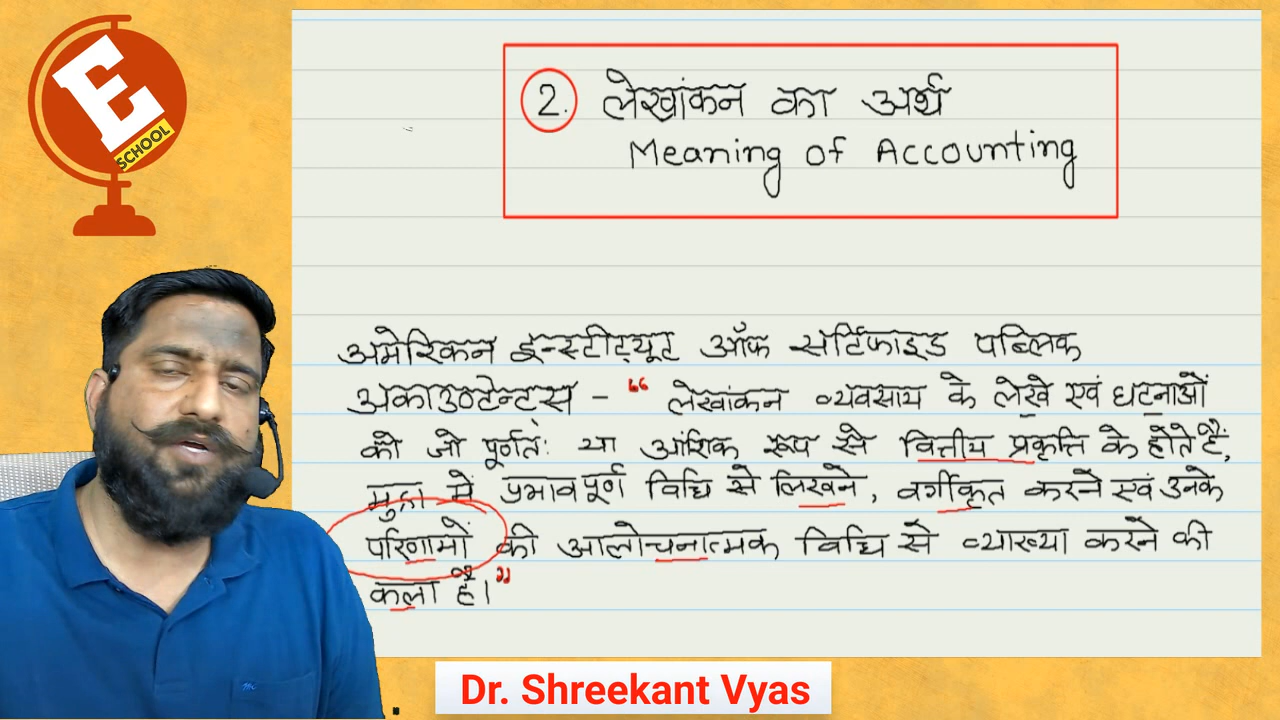 E
SCHOOL
2. लेखांकन का अर्थ
Meaning of Accounting
अमेरिकन इन्स्टीट्यूट ऑफ सर्टिफाइड पब्लिक
अकाउण्टेन्ट्स - "लेखांकन व्यवसाय के लेखे एवं घटनाओं
को जो पूर्णतः या आंशिक रूप से वित्तीय प्रकृति के होते हैं,
मुद्रा में प्रभावपूर्ण विधि से लिखने, वर्गीकृत करने एवं उनके
परिणामों की आलोचनात्मक विधि से व्याख्या करने की
कला है।"
Dr. Shreekant Vyas